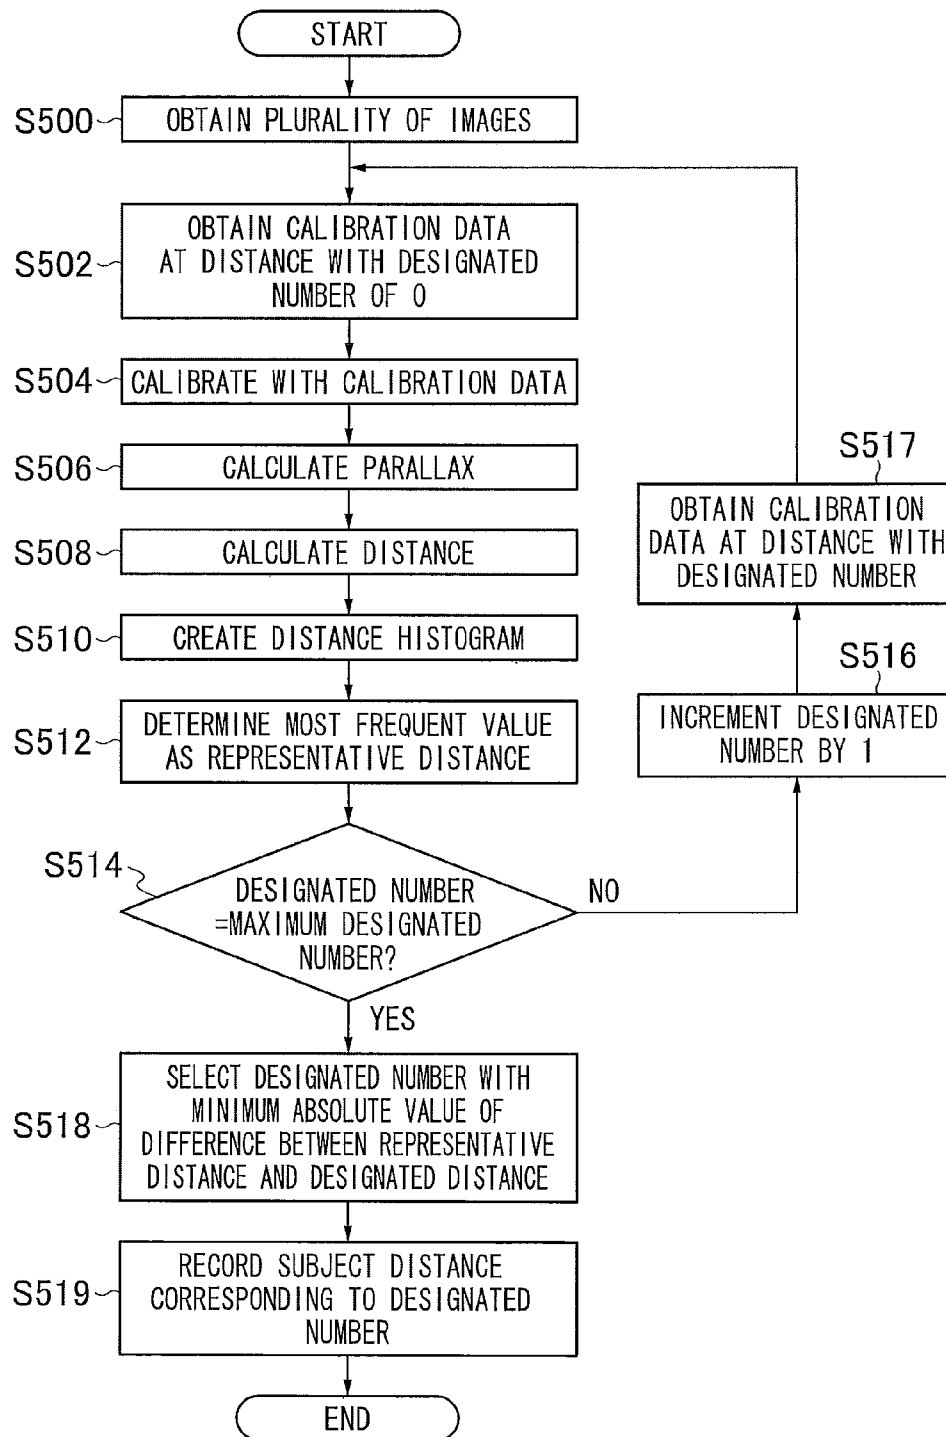 START
S500
OBTAIN PLURALITY OF IMAGES
S502
OBTAIN CALIBRATION DATA
AT DISTANCE WITH DESIGNATED
NUMBER OF 0
S504
CALIBRATE WITH CALIBRATION DATA
S506
CALCULATE PARALLAX
S508
CALCULATE DISTANCE
S510
CREATE DISTANCE HISTOGRAM
S512
DETERMINE MOST FREQUENT VALUE
AS REPRESENTATIVE DISTANCE
S514
DESIGNATED NUMBER
=MAXIMUM DESIGNATED
NUMBER?
NO
S516
INCREMENT DESIGNATED
NUMBER BY 1
S517
OBTAIN CALIBRATION
DATA AT DISTANCE WITH
DESIGNATED NUMBER
YES
S518
SELECT DESIGNATED NUMBER WITH
MINIMUM ABSOLUTE VALUE OF
DIFFERENCE BETWEEN REPRESENTATIVE
DISTANCE AND DESIGNATED DISTANCE
S519
RECORD SUBJECT DISTANCE
CORRESPONDING TO DESIGNATED
NUMBER
END